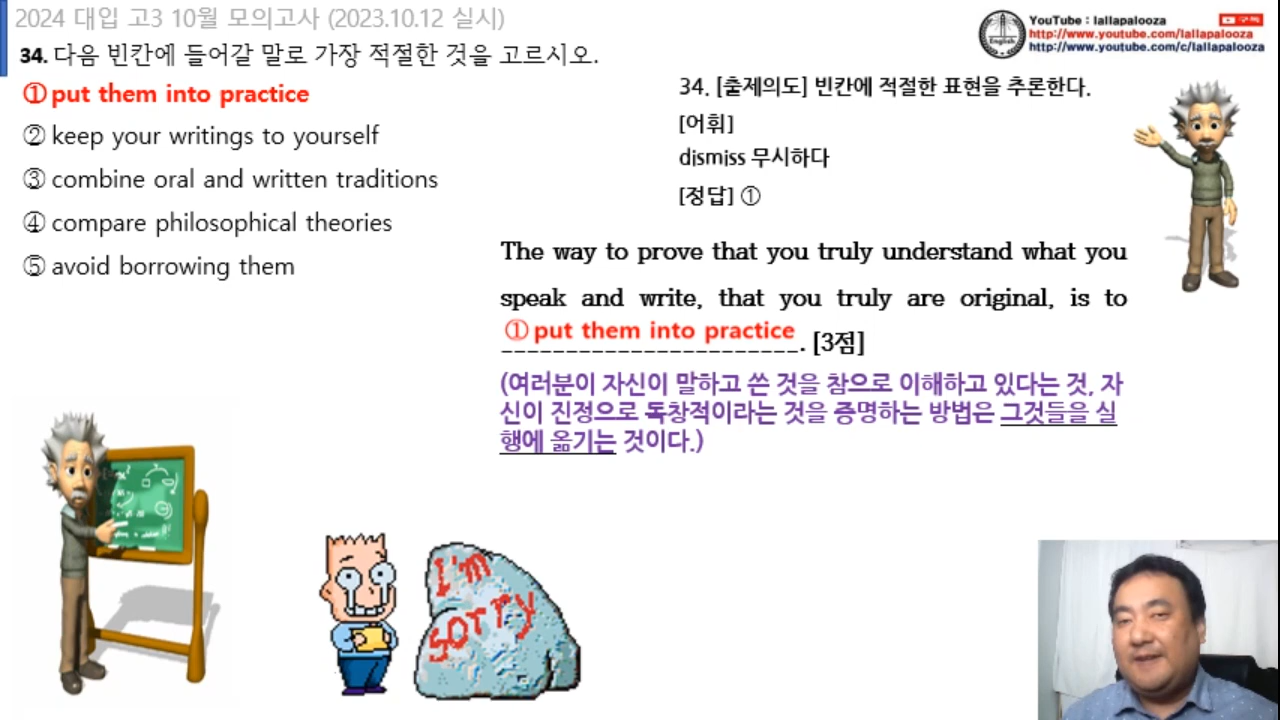 2024 대입 고3 10월 모의고사 (2023.10.12 실시)
34. 다음 빈칸에 들어갈 말로 가장 적절한 것을 고르시오.
① put them into practice
② keep your writings to yourself
③ combine oral and written traditions
④ compare philosophical theories
⑤ avoid borrowing them
YouTube : lallapalooza
구독
http://www.youtube.com/lallapalooza
http://www.youtube.com/c/lallapalooza
English
34. [출제의도] 빈칸에 적절한 표현을 추론한다.
[어휘]
dismiss 무시하다
[정답] ①
The way to prove that you truly understand what you
speak and write, that you truly are original, is to
① put them into practice
_______________________. [3점]
(여러분이 자신이 말하고 쓴 것을 참으로 이해하고 있다는 것, 자
신이 진정으로 독창적이라는 것을 증명하는 방법은 그것들을 실
행에 옮기는 것이다.)
I'm
sorry